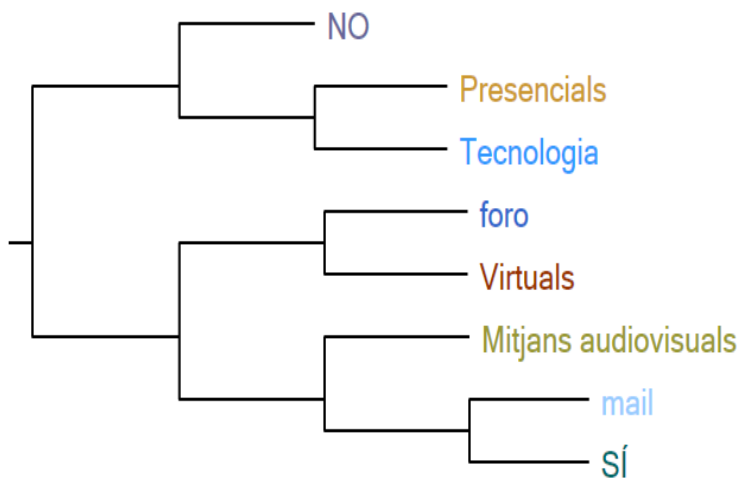 NO
Presencials
Tecnologia
foro
Virtuals
Mitjans audiovisuals
mail
SÍ